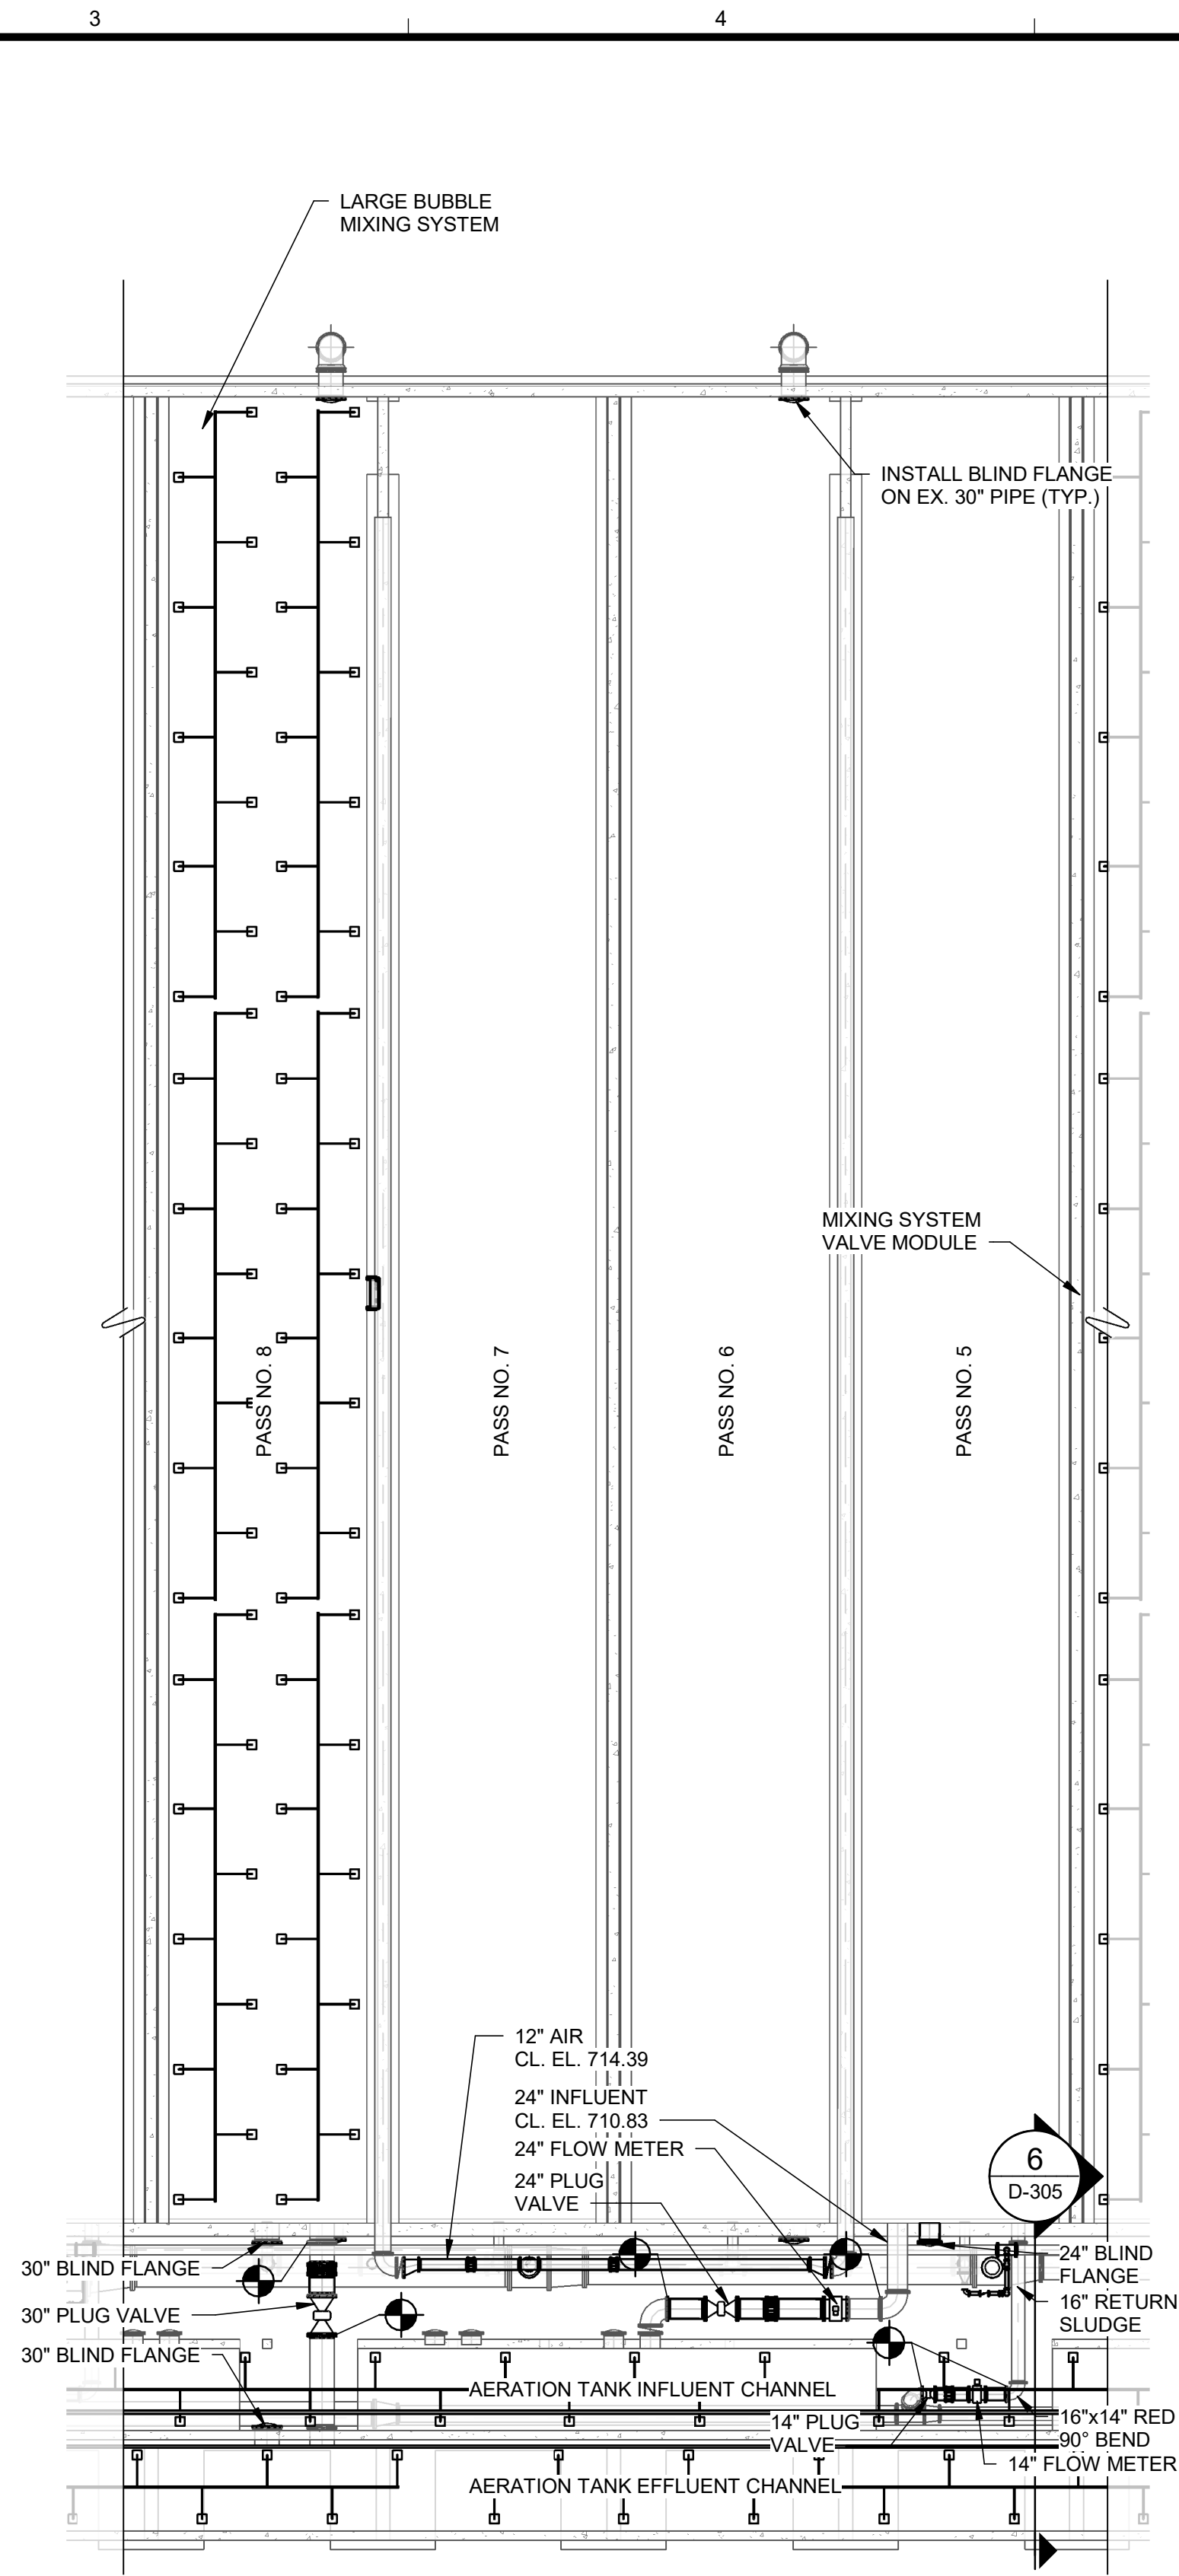 3
4
LARGE BUBBLE
MIXING SYSTEM
INSTALL BLIND FLANGE
ON EX. 30" PIPE (TYP.)
MIXING SYSTEM
VALVE MODULE
PASS NO. 8
PASS NO. 7
PASS NO. 6
PASS NO. 5
12" AIR
CL. EL. 714.39
24" INFLUENT
CL. EL. 710.83
24" FLOW METER
24" PLUG
VALVE
6
D-305
30" BLIND FLANGE
30" PLUG VALVE
30" BLIND FLANGE
24" BLIND
FLANGE
16" RETURN
SLUDGE
AERATION TANK INFLUENT CHANNEL
14" PLUG
VALVE
16"x14" RED
90° BEND
14" FLOW METER
AERATION TANK EFFLUENT CHANNEL